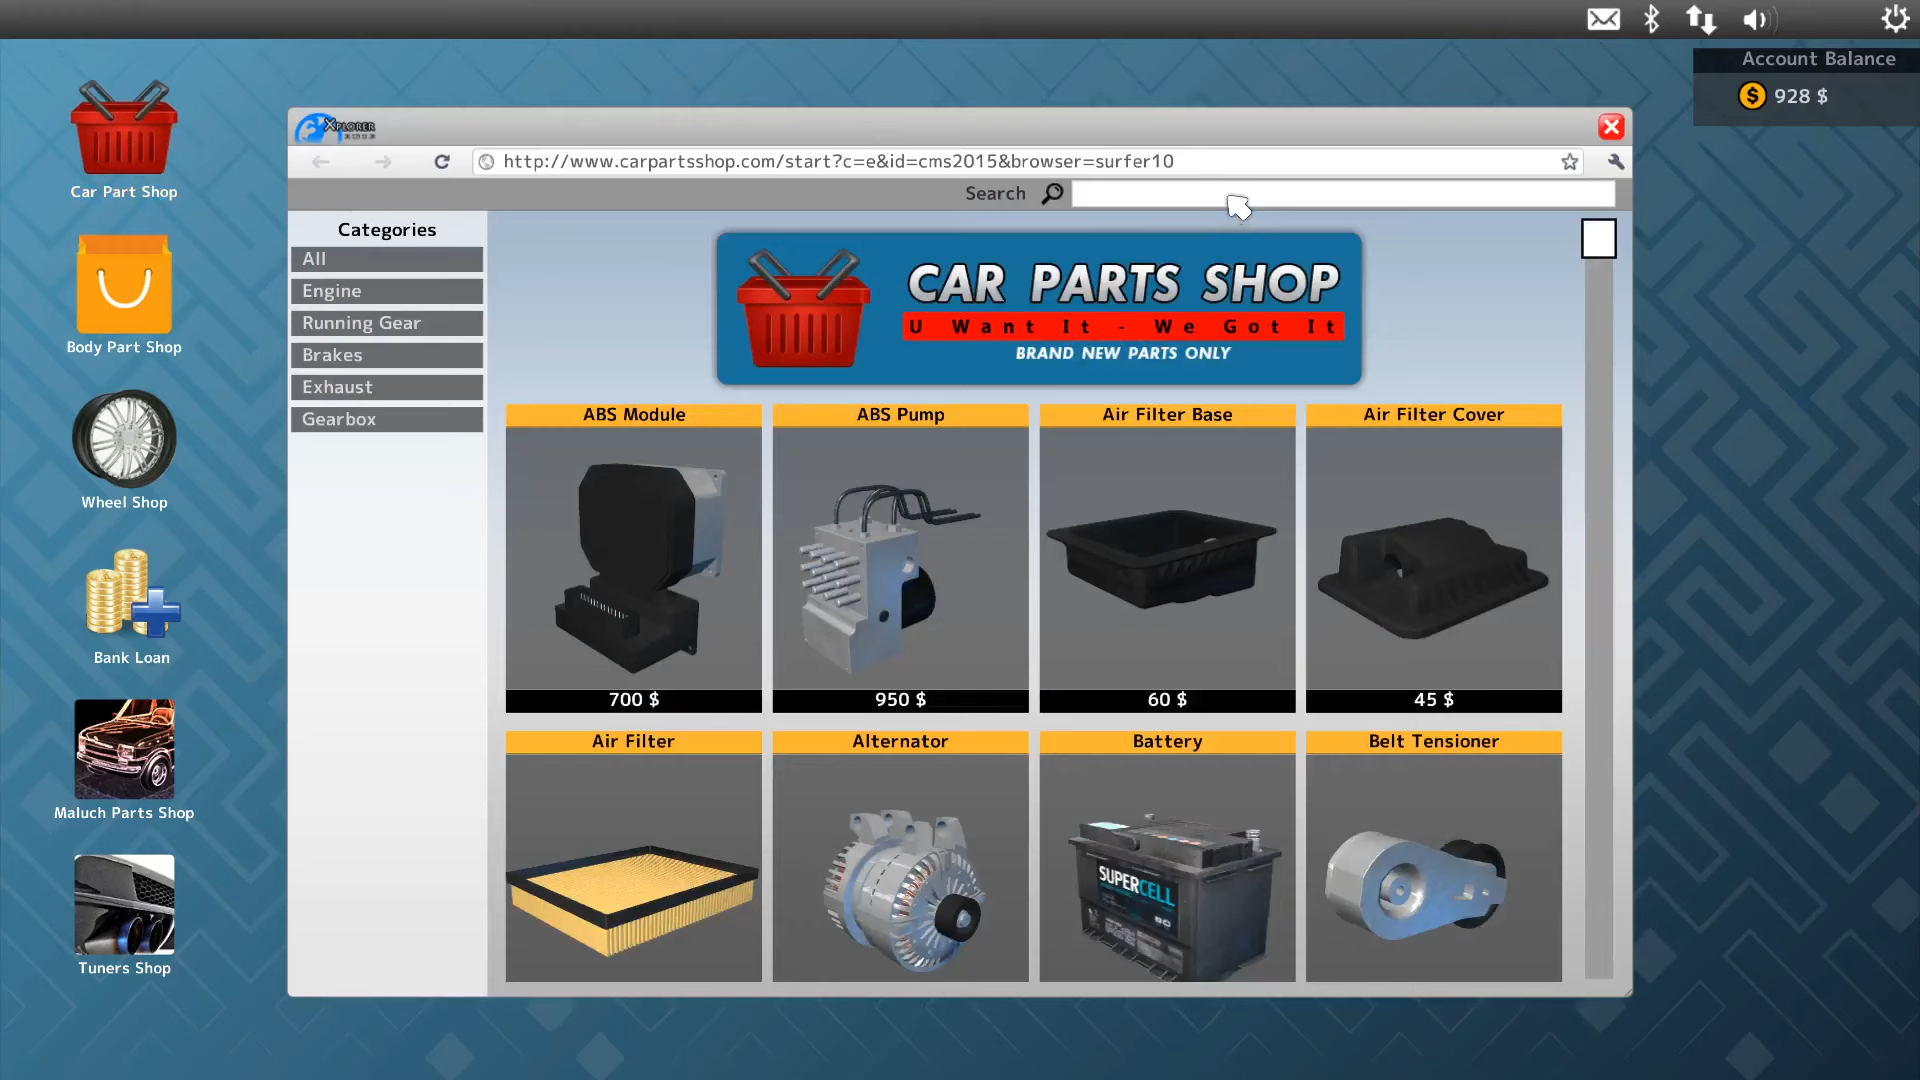 Account Balance
928 $
Car Part Shop
Body Part Shop
Wheel Shop
Bank Loan
Maluch Parts Shop
Tuners Shop
XPLORER
http://www.carpartsshop.com/start?c=e&id=cms2015&browser=surfer10
Search
Categories
All
Engine
Running Gear
Brakes
Exhaust
Gearbox
CAR PARTS SHOP
U Want It - We Got It
BRAND NEW PARTS ONLY
ABS Module
ABS Pump
Air Filter Base
Air Filter Cover
700 $
950 $
60 $
45 $
Air Filter
Alternator
Battery
Belt Tensioner
SUPERCELL